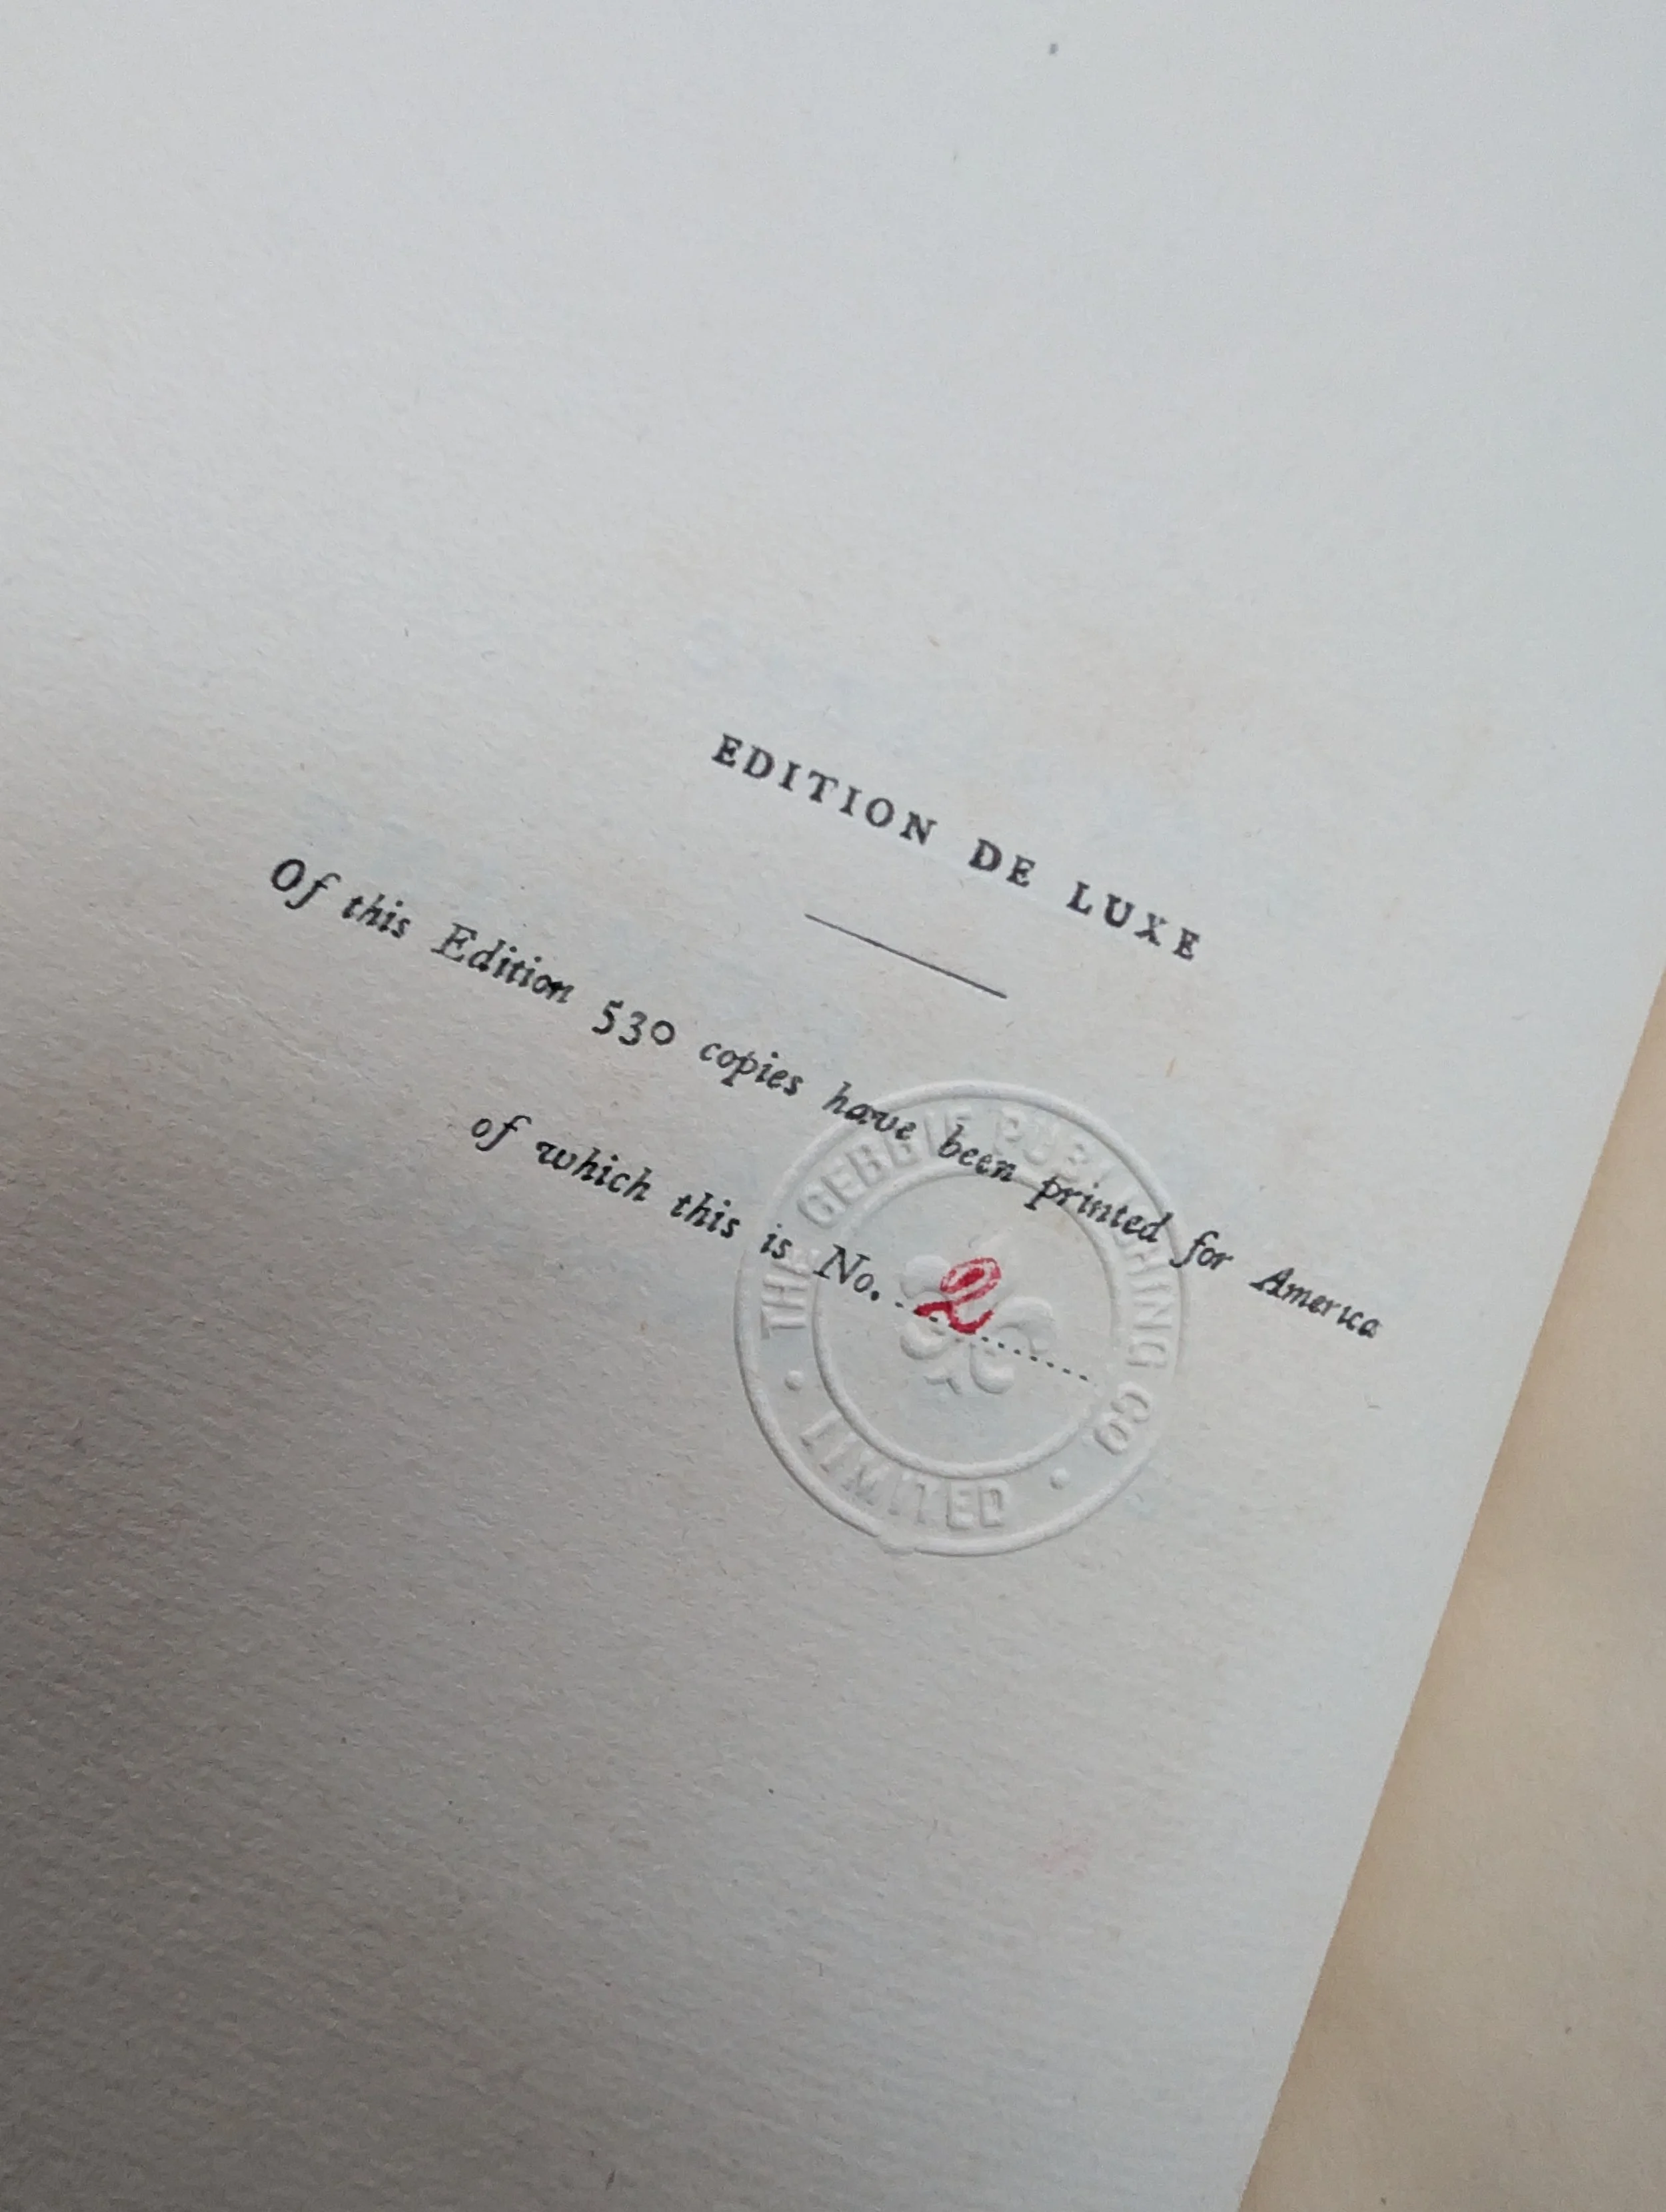 EDITION DE LUXE
Of this Edition 530 copies have been printed for America
of which this is No. 2
THE GEBBIE PUBLISHING CO
LIMITED